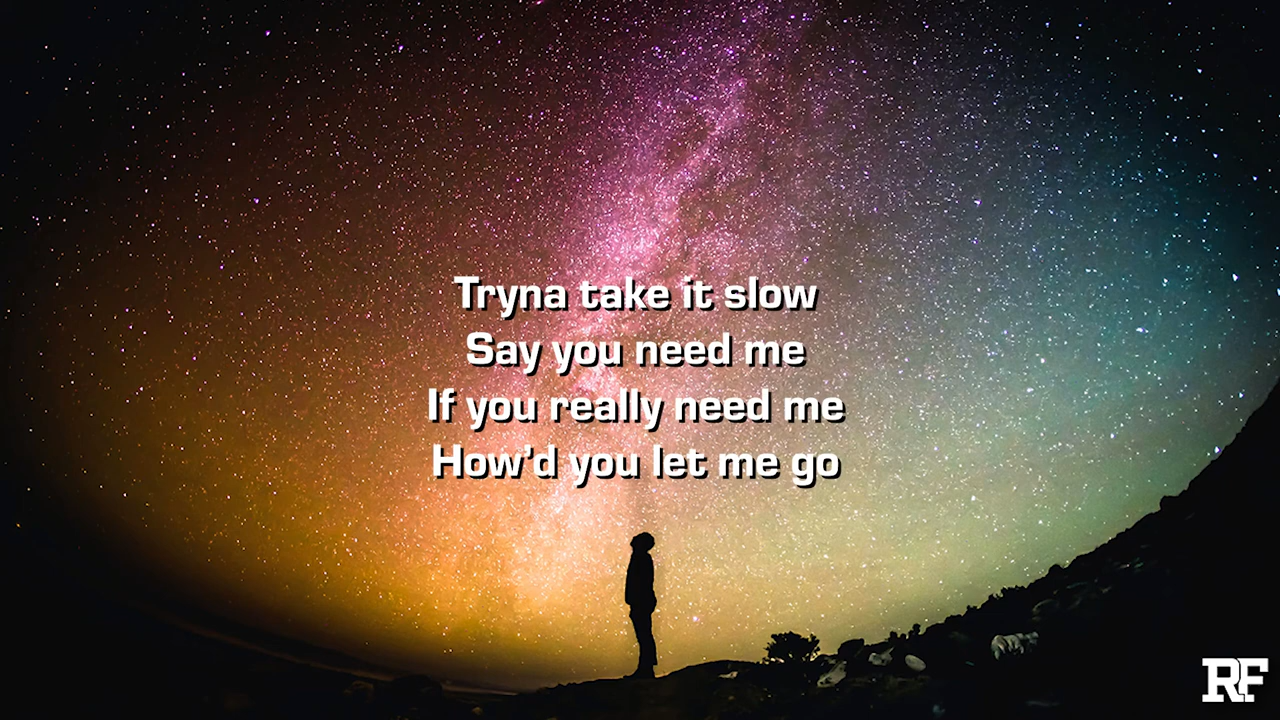 Tryna take it slow
Say you need me
If you really need me
How'd you let me go
RF